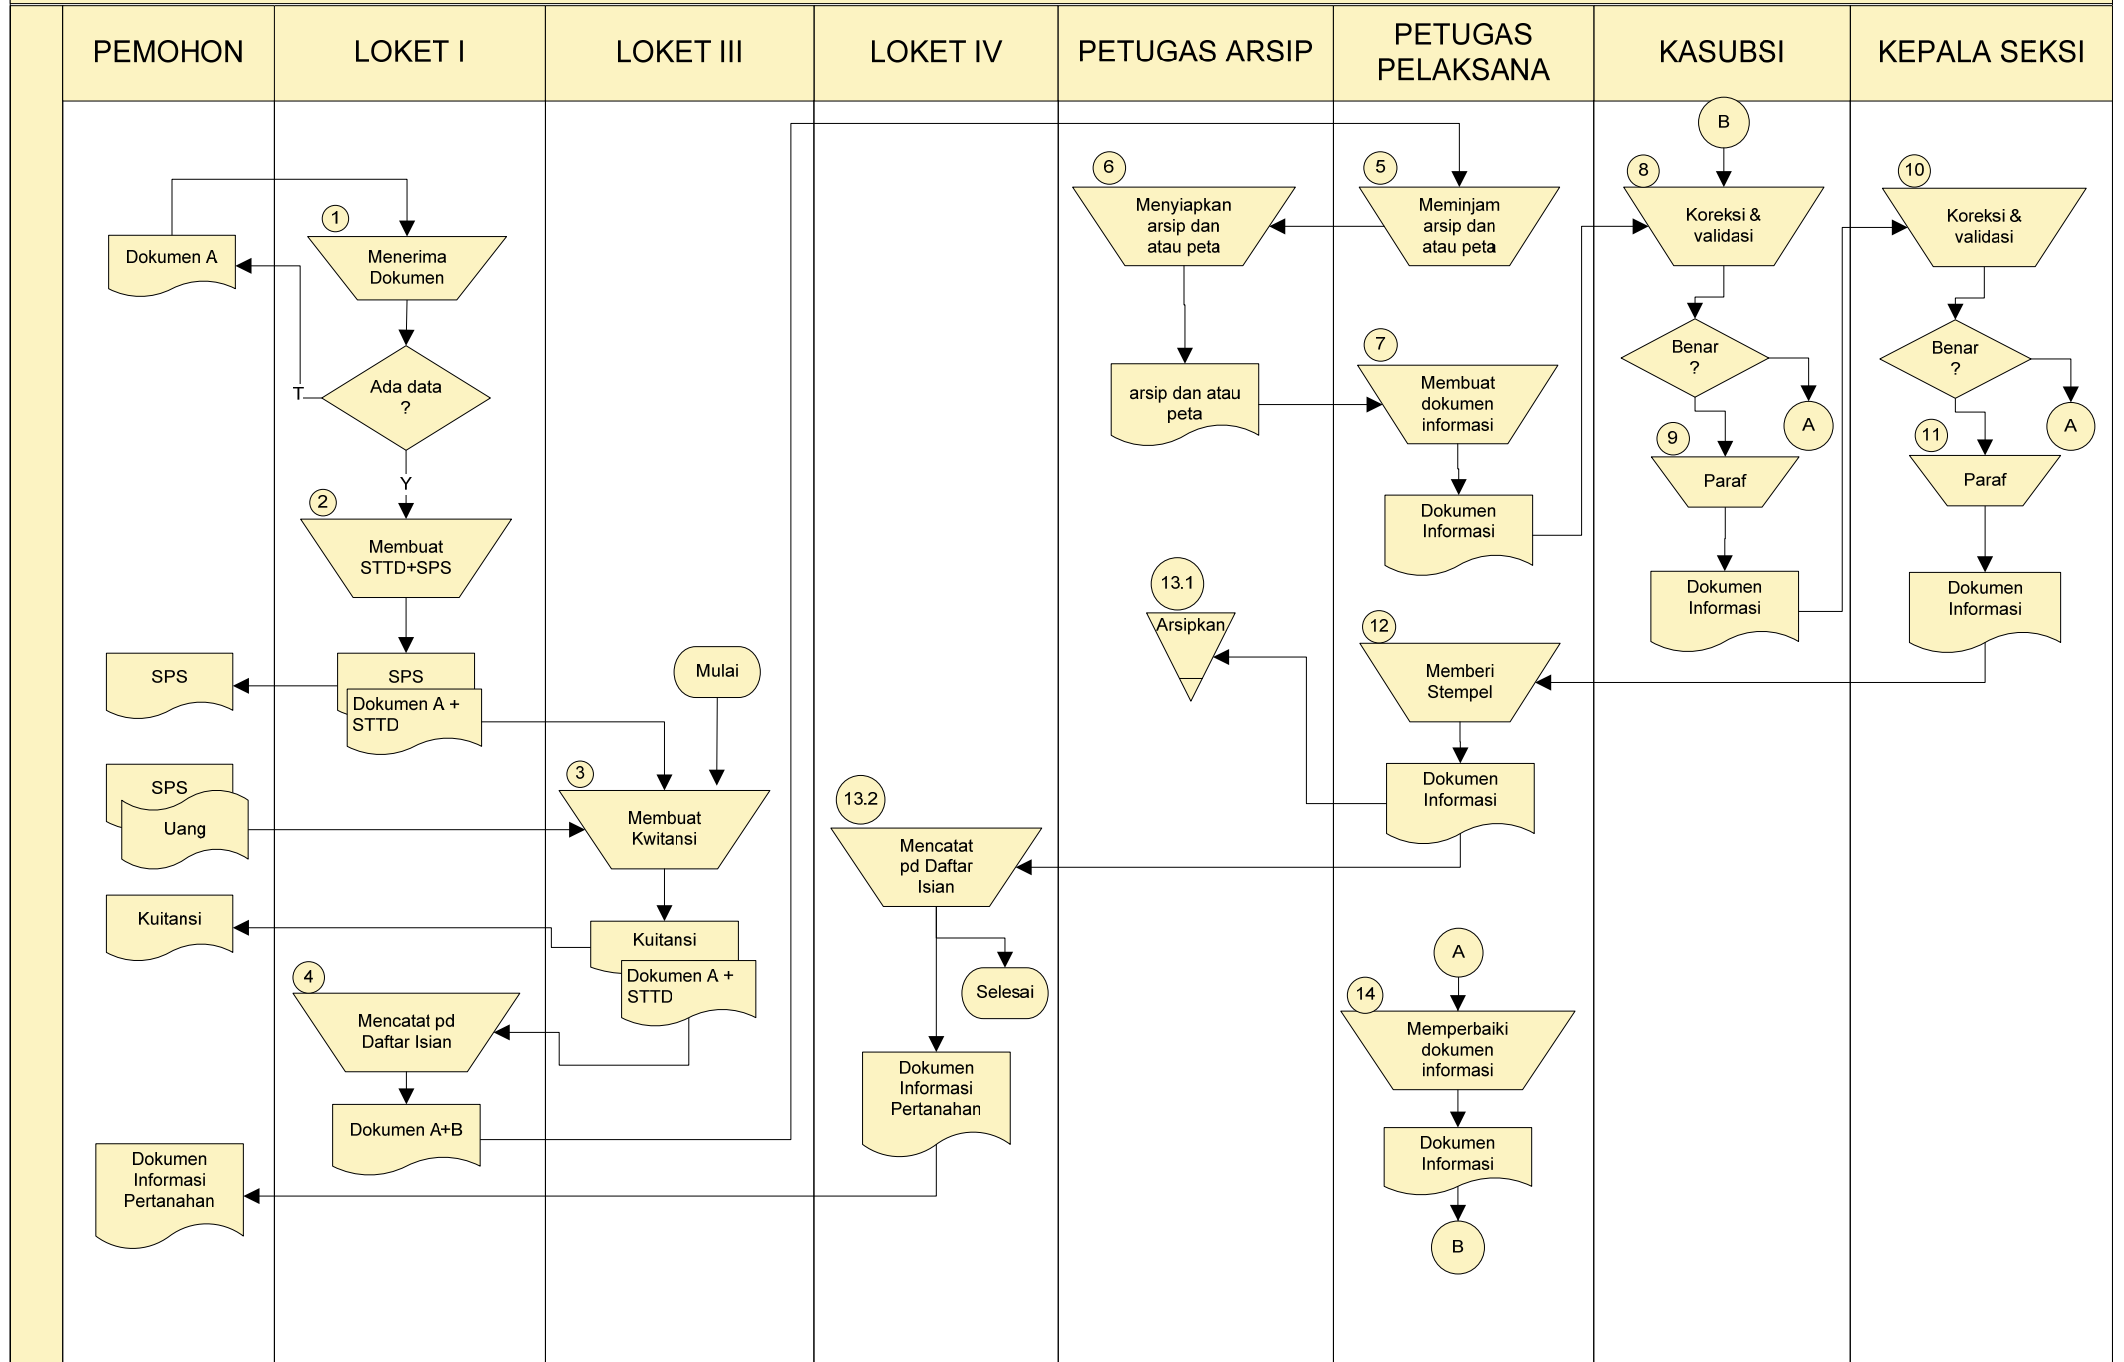 PEMOHON
LOKET I
LOKET III
LOKET IV
PETUGAS ARSIP
PETUGAS
PELAKSANA
KASUBSI
KEPALA SEKSI
Dokumen A
1
Menerima
Dokumen
Ada data
?
T
Y
2
Membuat
STTD+SPS
SPS
SPS
Dokumen A +
STTD
Mulai
SPS
Uang
3
Membuat
Kwitansi
Kuitansi
Kuitansi
Dokumen A +
STTD
4
Mencatat pd
Daftar Isian
Dokumen A+B
Dokumen
Informasi
Pertanahan
13.2
Mencatat
pd Daftar
Isian
Selesai
Dokumen
Informasi
Pertanahan
6
Menyiapkan
arsip dan
atau peta
arsip dan atau
peta
13.1
Arsipkan
5
Meminjam
arsip dan
atau peta
7
Membuat
dokumen
informasi
Dokumen
Informasi
12
Memberi
Stempel
Dokumen
Informasi
A
14
Memperbaiki
dokumen
informasi
Dokumen
Informasi
B
B
8
Koreksi &
validasi
Benar
?
A
9
Paraf
Dokumen
Informasi
10
Koreksi &
validasi
Benar
?
A
11
Paraf
Dokumen
Informasi